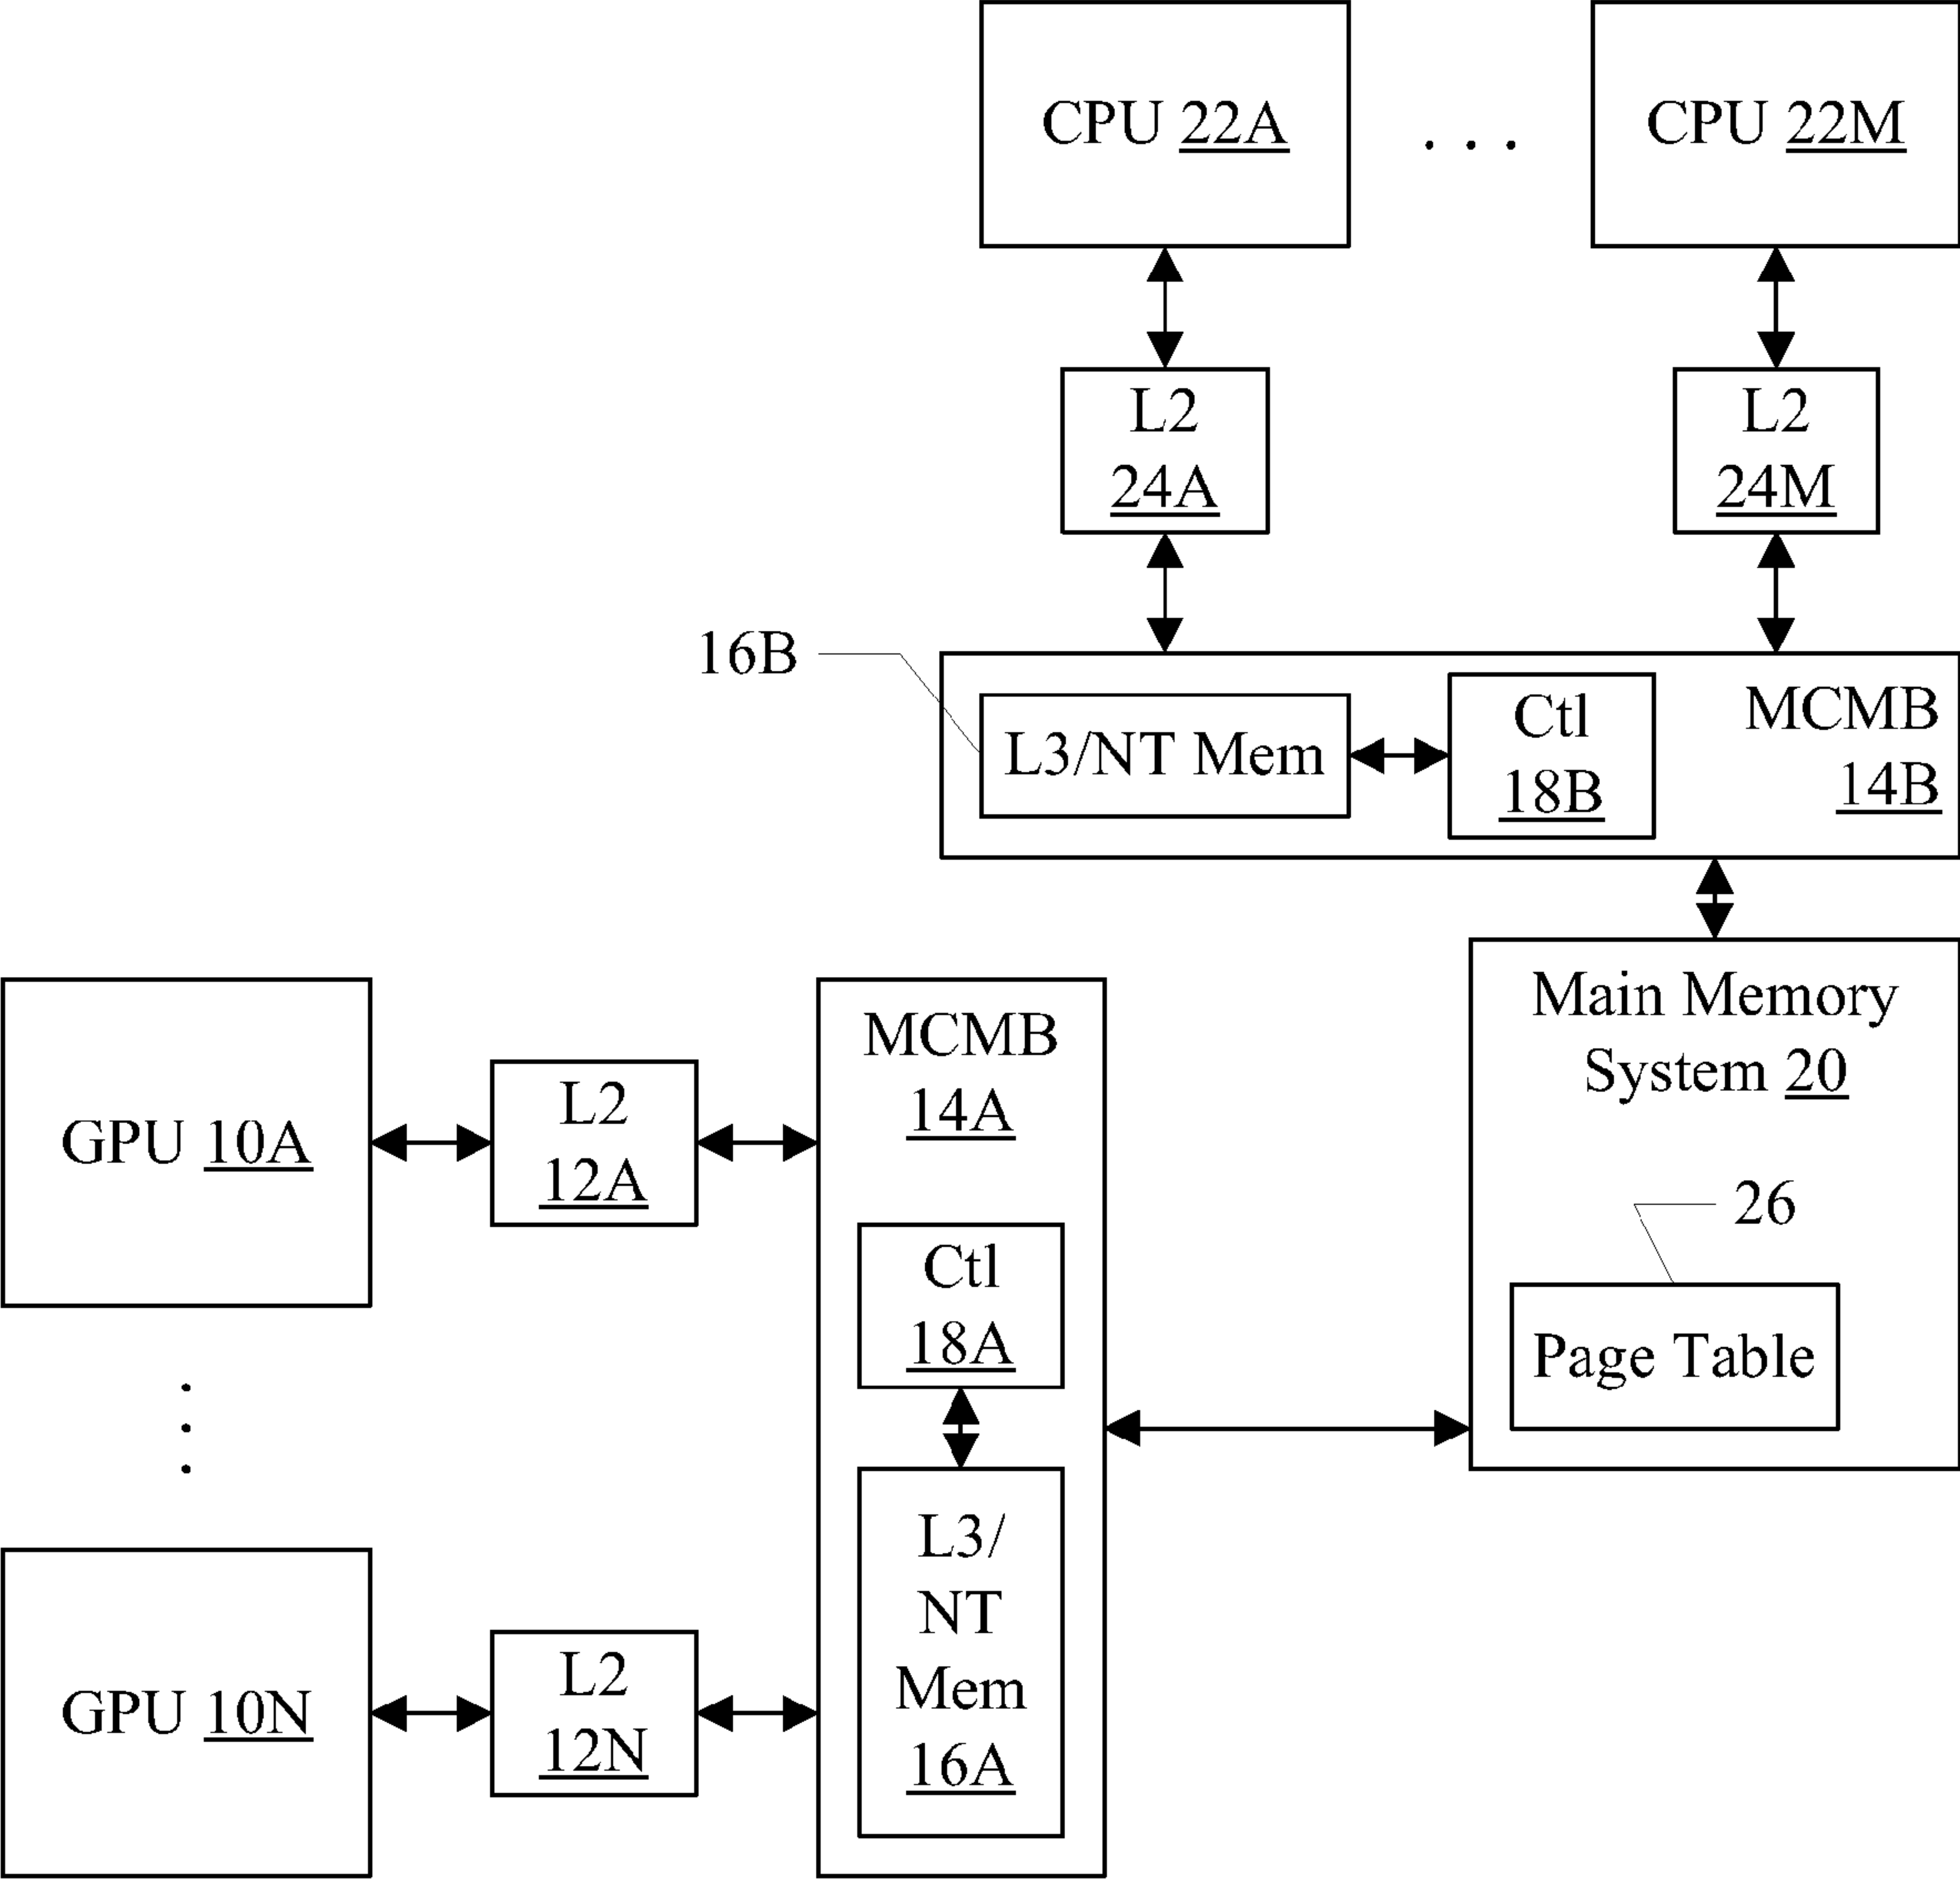 CPU 22A
. . .
CPU 22M
L2
24A
L2
24M
16B
L3/NT Mem
Ctl
18B
MCMB
14B
Main Memory
System 20
26
Page Table
GPU 10A
L2
12A
MCMB
14A
Ctl
18A
L3/
NT
Mem
16A
GPU 10N
L2
12N